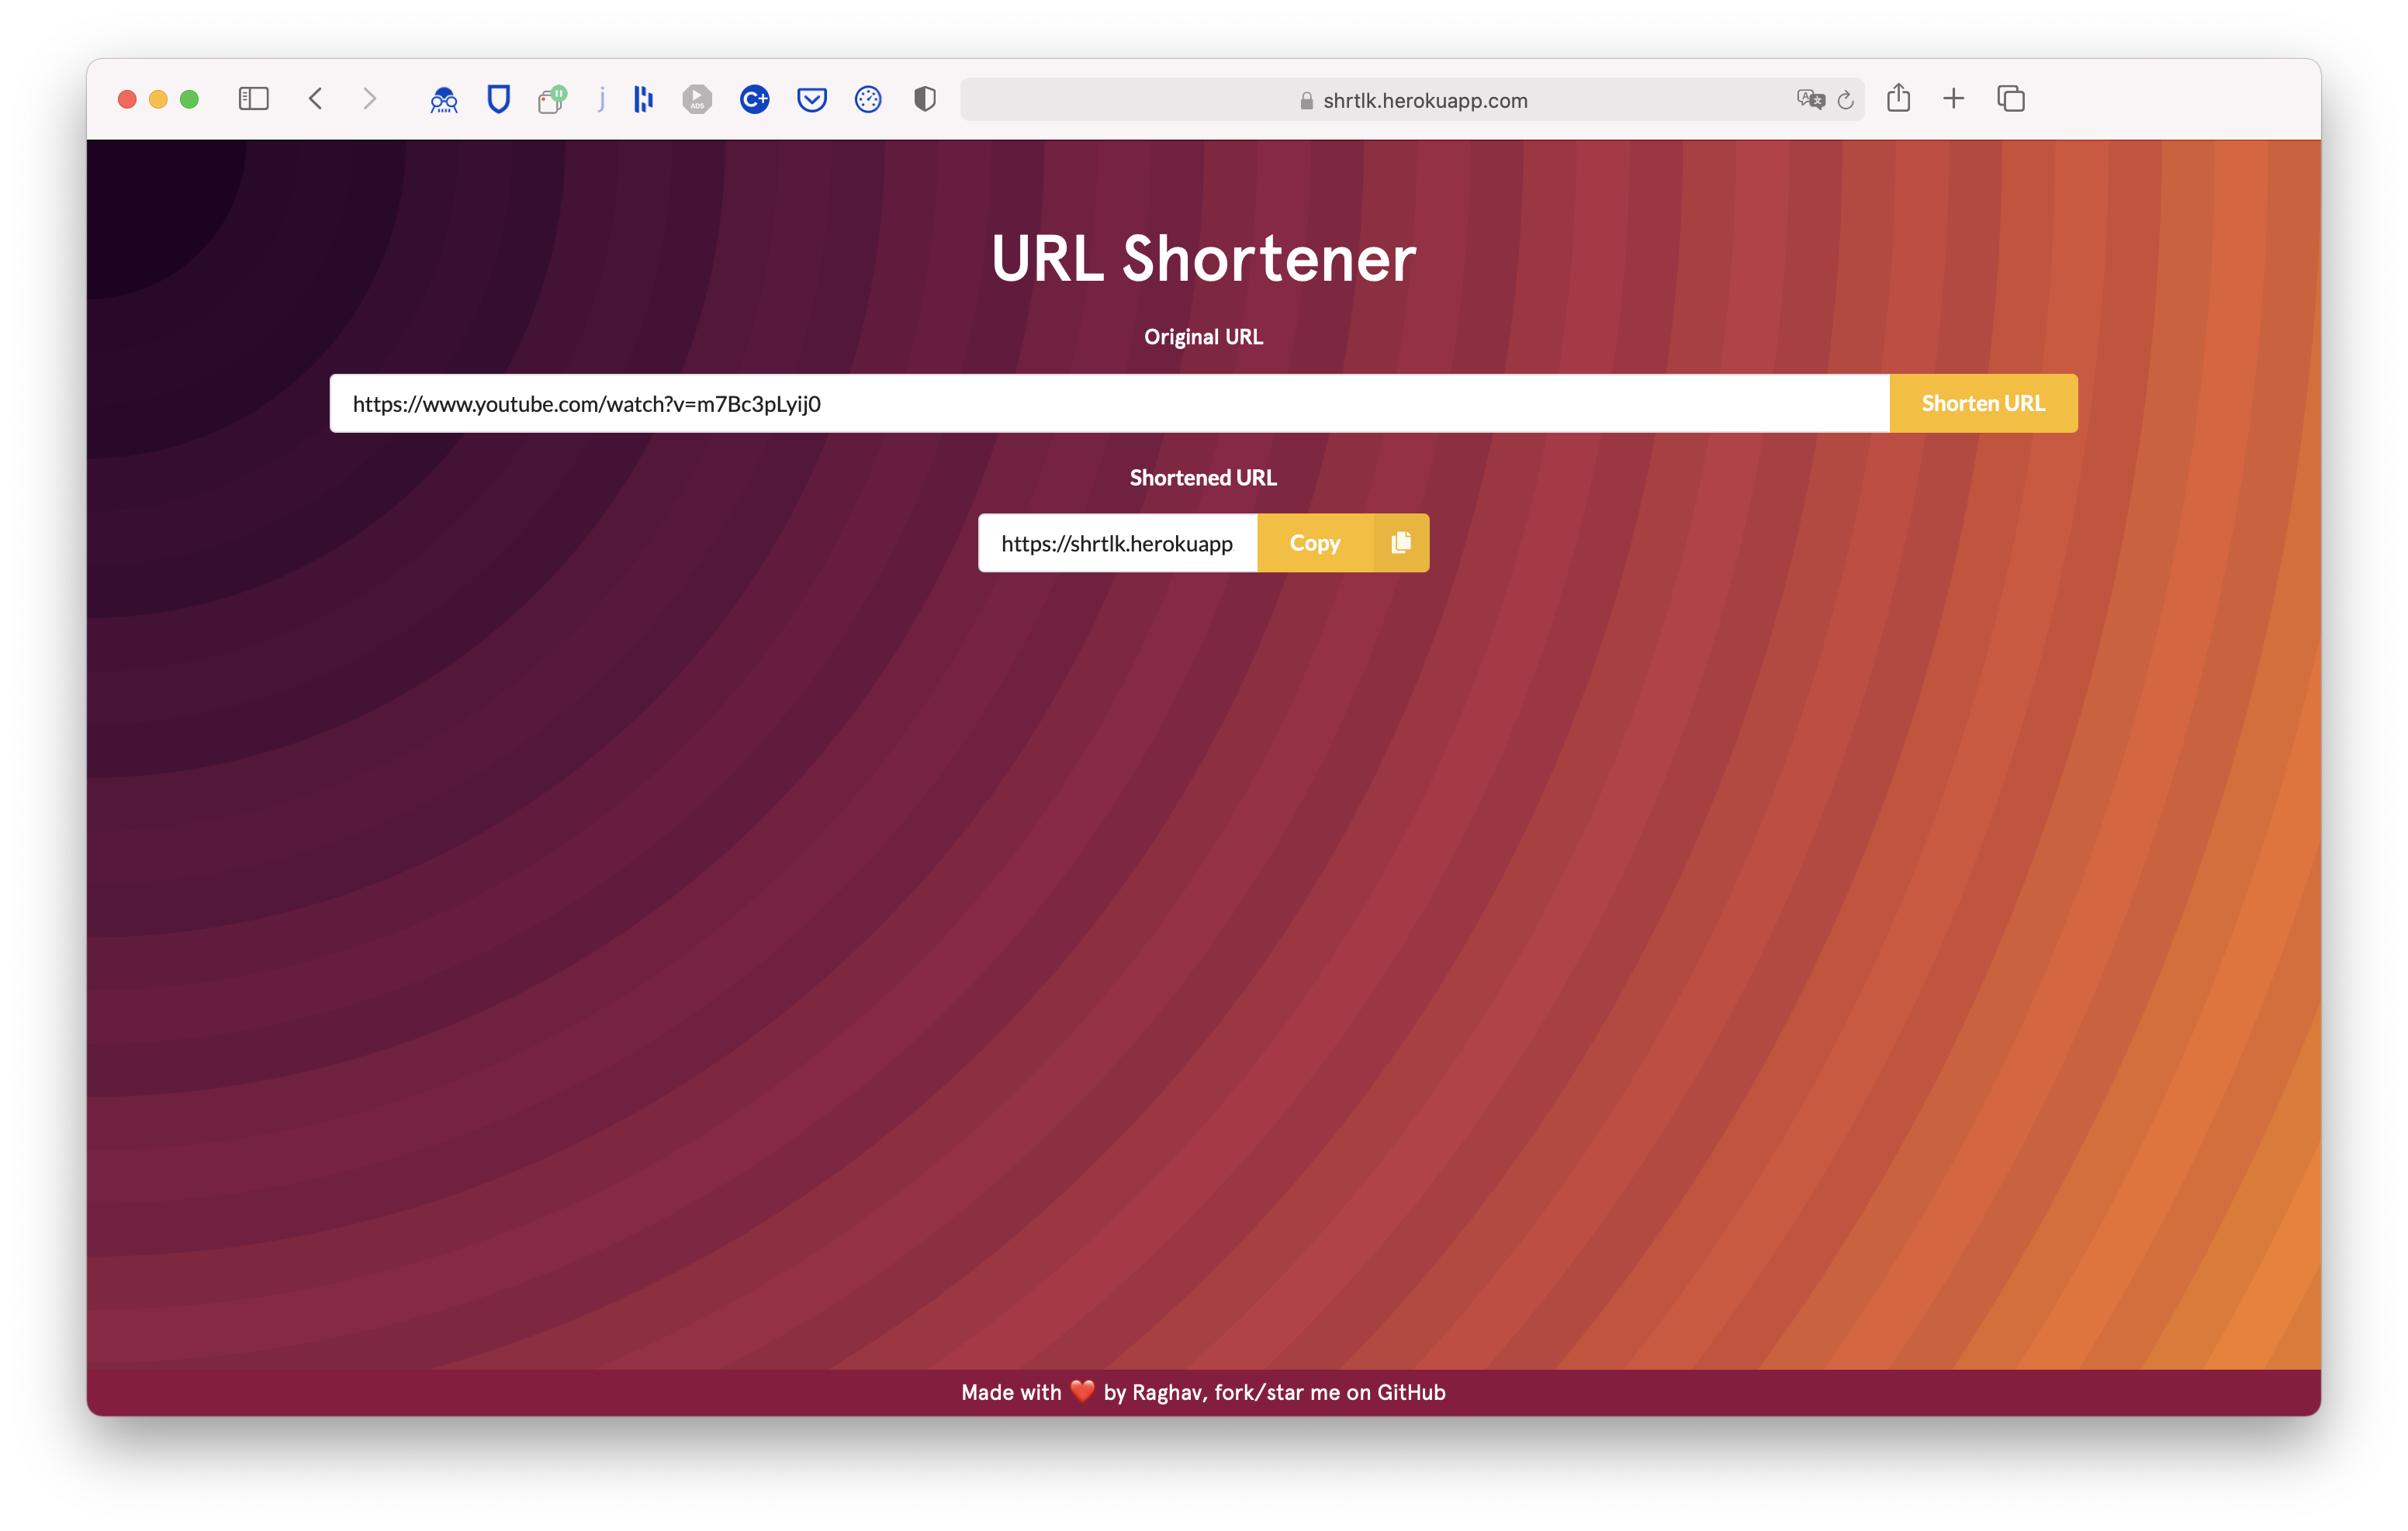 j
ADS
C+
shrtlk.herokuapp.com
URL Shortener
Original URL
https://www.youtube.com/watch?v=m7Bc3pLyij0
Shorten URL
Shortened URL
https://shrtlk.herokuapp
Copy
Made with ❤️ by Raghav, fork/star me on GitHub